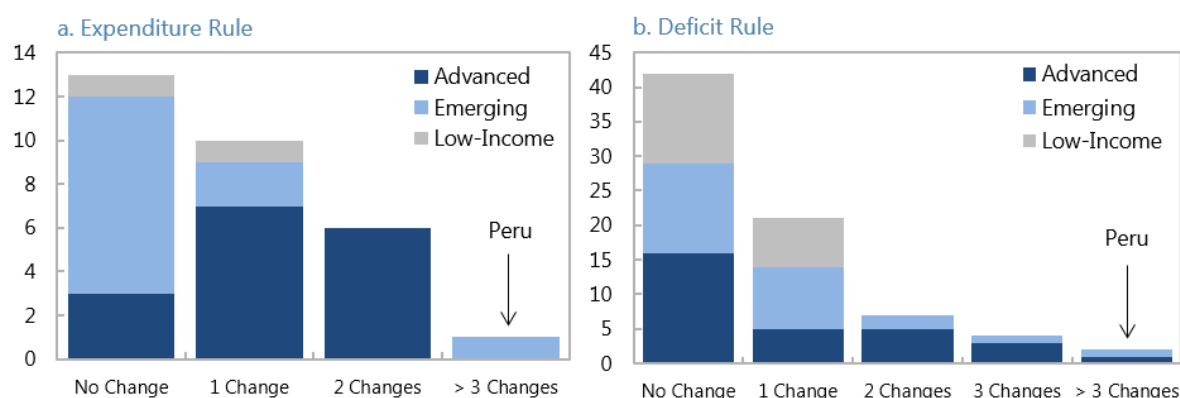 a. Expenditure Rule
14
12
10
8
6
4
2
0
Advanced
Emerging
Low-Income
Peru
No Change
1 Change
2 Changes
> 3 Changes
b. Deficit Rule
45
40
35
30
25
20
15
10
5
0
Advanced
Emerging
Low-Income
Peru
No Change
1 Change
2 Changes
3 Changes
> 3 Changes